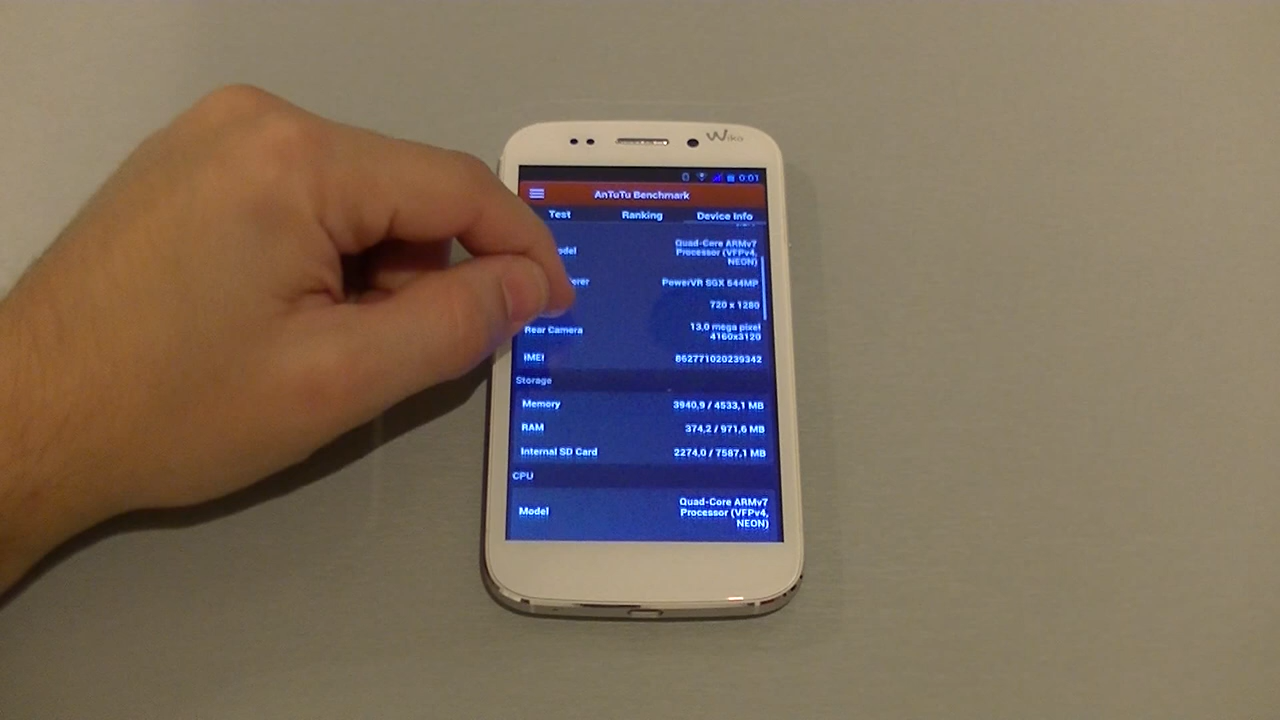 Wiko
0:01
AnTuTu Benchmark
Test Ranking Device Info
Quad-Core ARMv7
Processor (VFPv4,
NEON)
PowerVR SGX 544MP
720 x 1280
Rear Camera 13,0 mega pixel
4160x3120
IMEI 862771020239342
Storage
Memory 3940,9 / 4533,1 MB
RAM 374,2 / 971,6 MB
Internal SD Card 2274,0 / 7587,1 MB
CPU
Model Quad-Core ARMv7
Processor (VFPv4,
NEON)